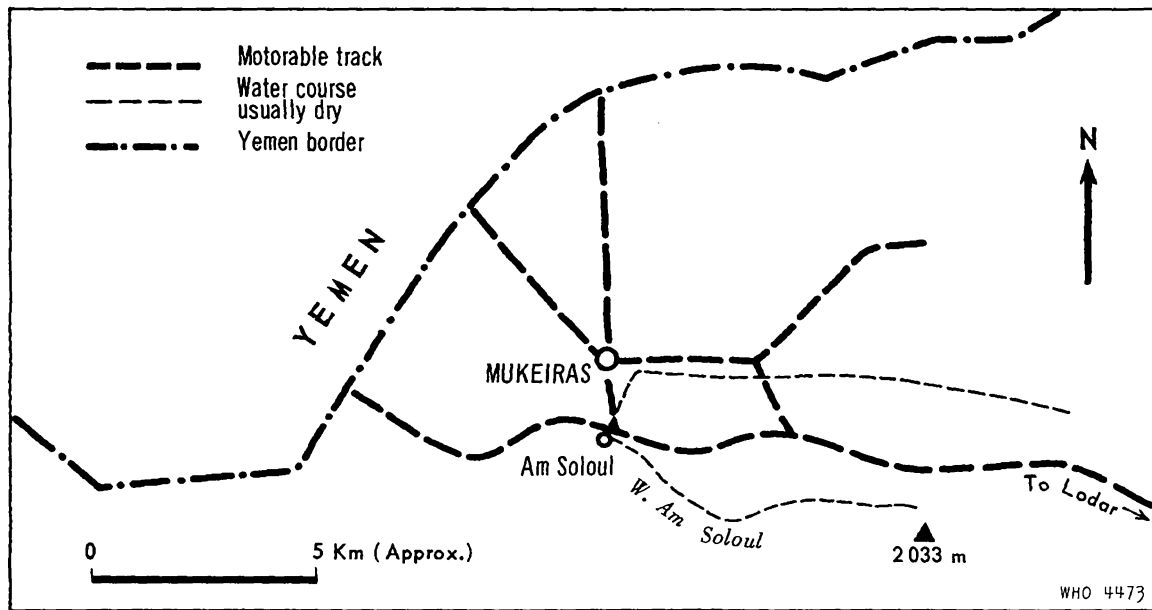 Motorable track
Water course
usually dry
Yemen border
N
YEMEN
MUKEIRAS
Am Soloul
W. Am Soloul
To Lodar
0 5 Km (Approx.)
2 033 m
WHO 4473